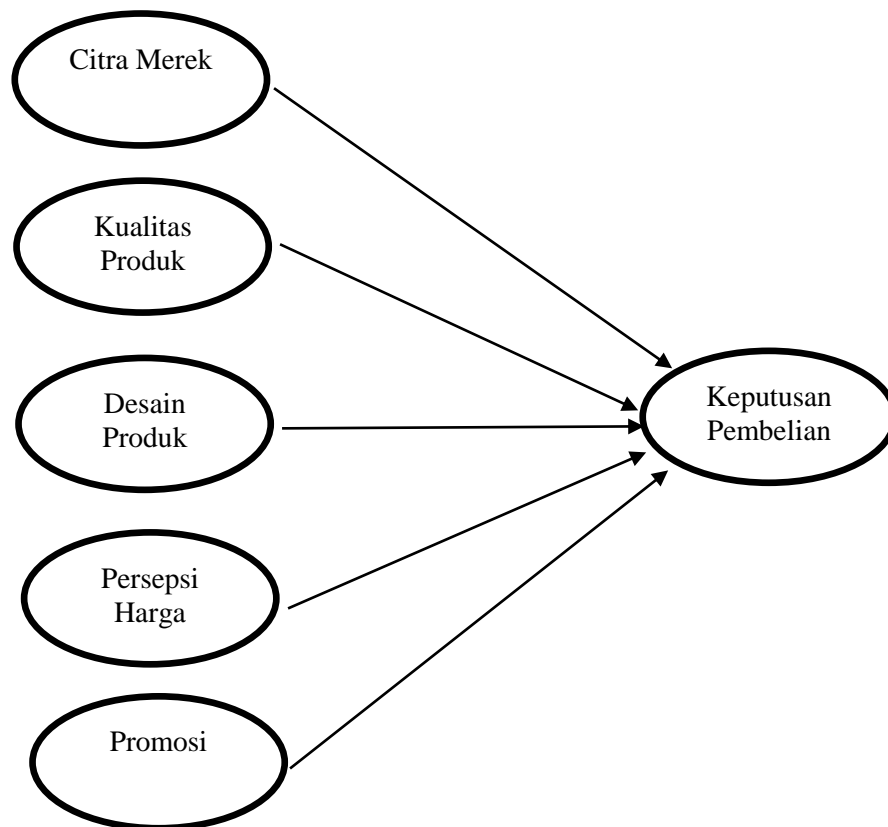 Citra Merek
Kualitas
Produk
Desain
Produk
Persepsi
Harga
Promosi
Keputusan
Pembelian